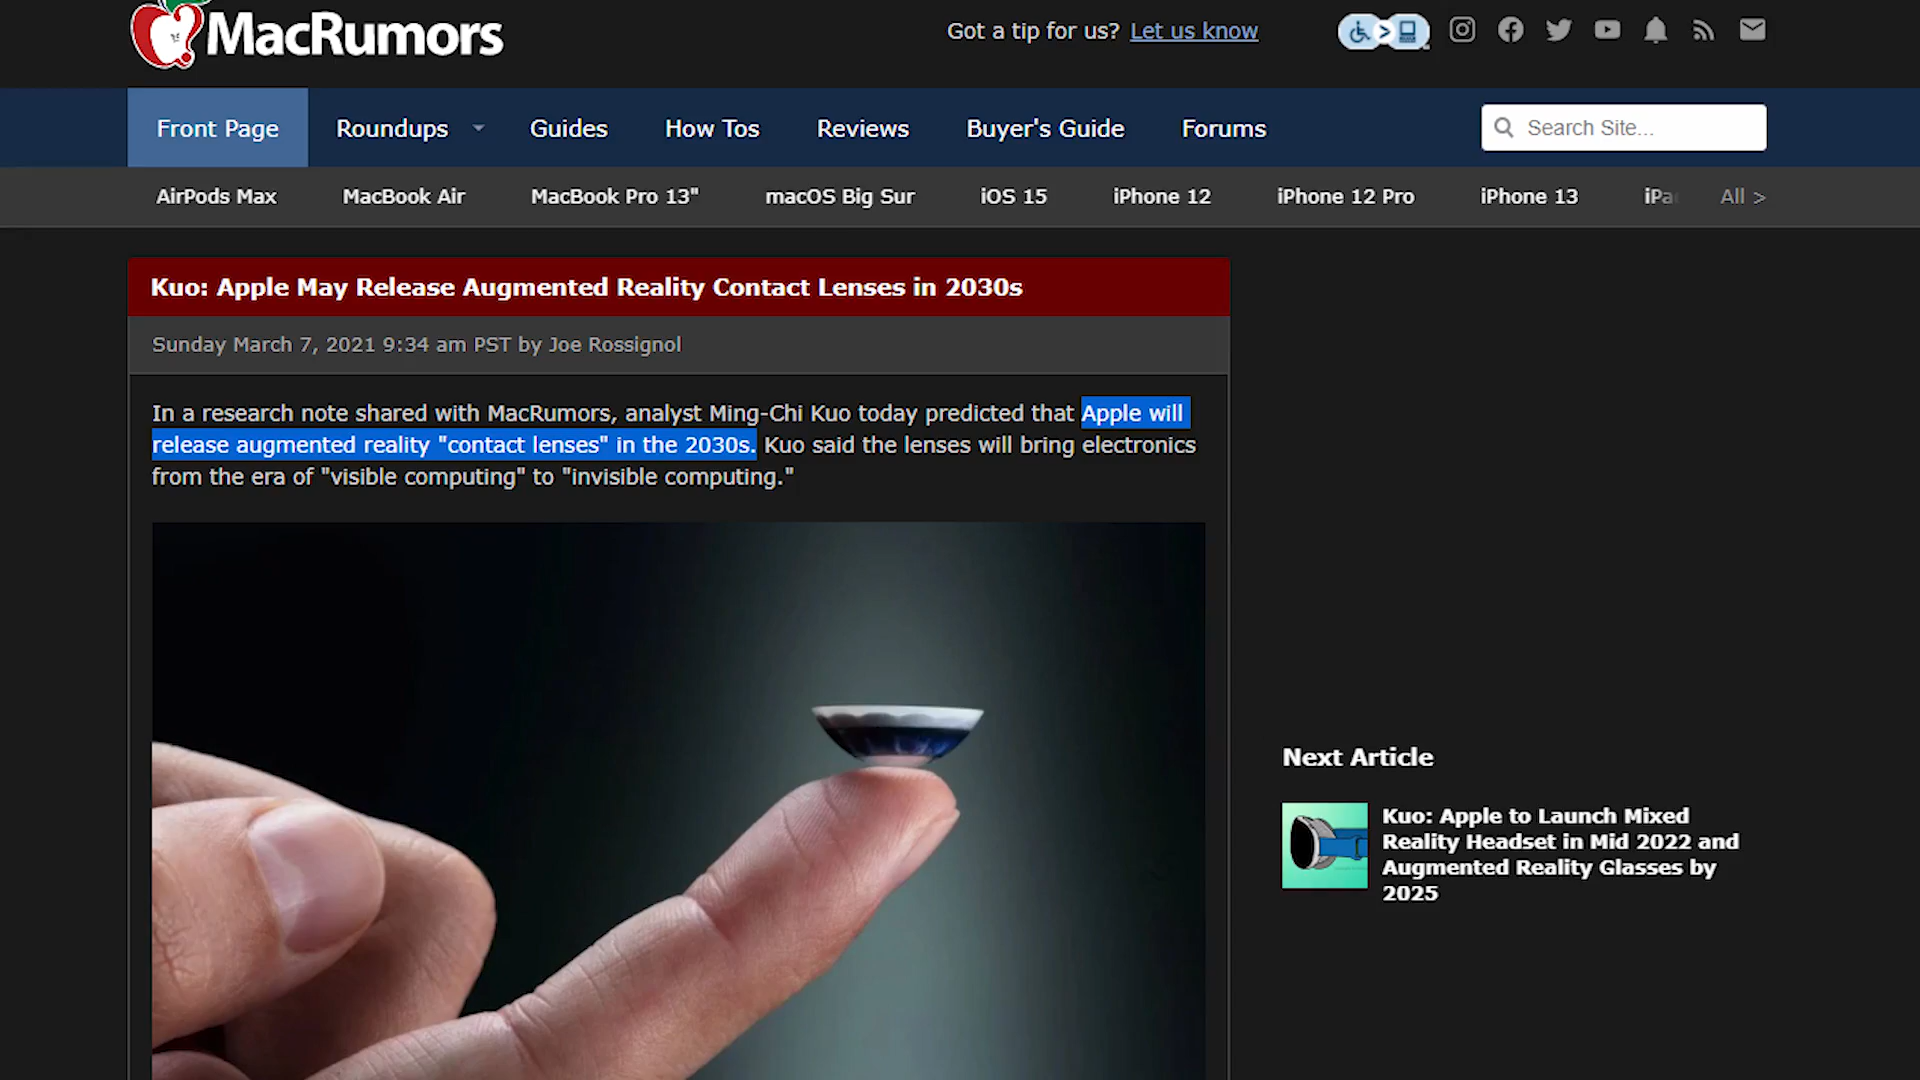 MacRumors
Got a tip for us? Let us know
Front Page
Roundups
Guides
How Tos
Reviews
Buyer's Guide
Forums
Search Site...
AirPods Max
MacBook Air
MacBook Pro 13"
macOS Big Sur
iOS 15
iPhone 12
iPhone 12 Pro
iPhone 13
iPa
All >
Kuo: Apple May Release Augmented Reality Contact Lenses in 2030s
Sunday March 7, 2021 9:34 am PST by Joe Rossignol
In a research note shared with MacRumors, analyst Ming-Chi Kuo today predicted that Apple will
release augmented reality "contact lenses" in the 2030s. Kuo said the lenses will bring electronics
from the era of "visible computing" to "invisible computing."
Next Article
Kuo: Apple to Launch Mixed
Reality Headset in Mid 2022 and
Augmented Reality Glasses by
2025